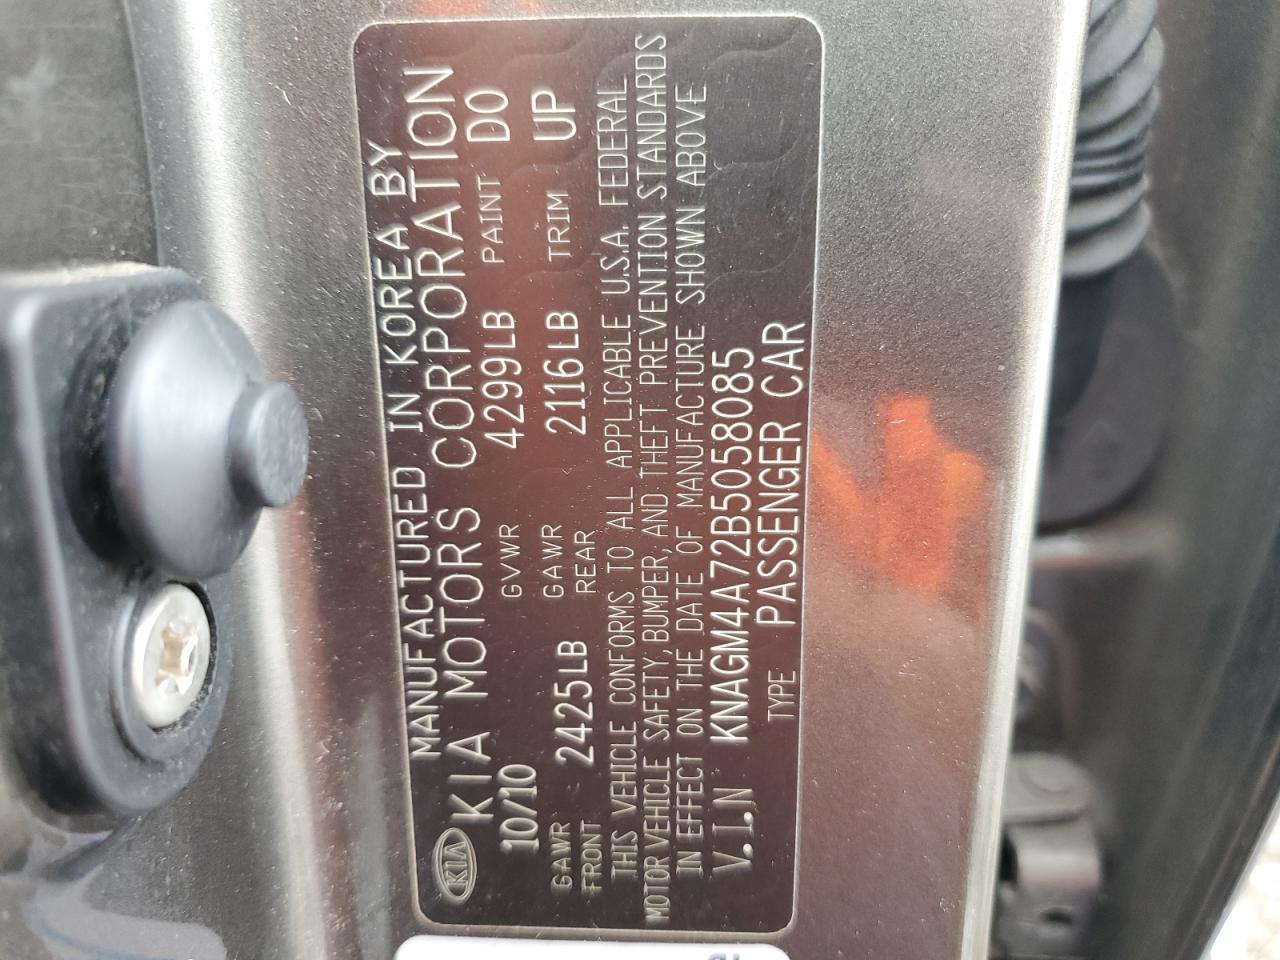 MANUFACTURED IN KOREA BY
KIA KIA MOTORS CORPORATION
10/10 GVWR 4299LB PAINT D0
GAWR FRONT 2425LB GAWR REAR 2116LB TRIM UP
THIS VEHICLE CONFORMS TO ALL APPLICABLE U.S.A. FEDERAL
MOTOR VEHICLE SAFETY, BUMPER, AND THEFT PREVENTION STANDARDS
IN EFFECT ON THE DATE OF MANUFACTURE SHOWN ABOVE
V.I.N KNAGM4A72B5058085
TYPE PASSENGER CAR